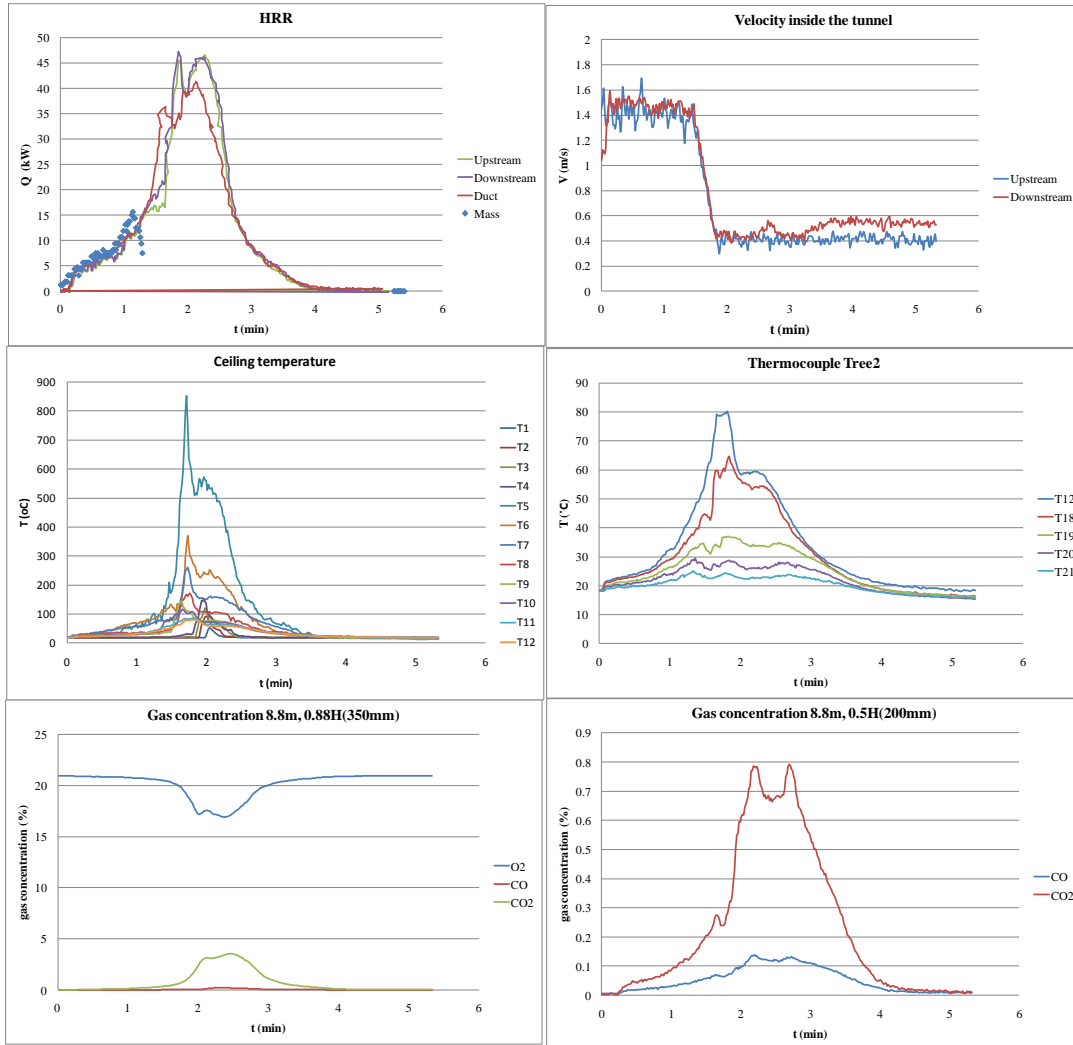 HRR
50
45
40
35
30
25
20
15
10
5
0
Q (kW)
0 1 2 3 4 5 6
t (min)
Upstream
Downstream
Duct
Mass
Velocity inside the tunnel
2
1.8
1.6
1.4
1.2
1
0.8
0.6
0.4
0.2
0
V (m/s)
0 1 2 3 4 5 6
t (min)
Upstream
Downstream
Ceiling temperature
900
800
700
600
500
400
300
200
100
0
T (oC)
0 1 2 3 4 5 6
t (min)
T1
T2
T3
T4
T5
T6
T7
T8
T9
T10
T11
T12
Thermocouple Tree2
90
80
70
60
50
40
30
20
10
0
T (°C)
0 1 2 3 4 5 6
t (min)
T12
T18
T19
T20
T21
Gas concentration 8.8m, 0.88H(350mm)
25
20
15
10
5
0
gas concentration (%)
0 1 2 3 4 5 6
t (min)
O2
CO
CO2
Gas concentration 8.8m, 0.5H(200mm)
0.9
0.8
0.7
0.6
0.5
0.4
0.3
0.2
0.1
0
gas concentration (%)
0 1 2 3 4 5 6
t (min)
CO
CO2